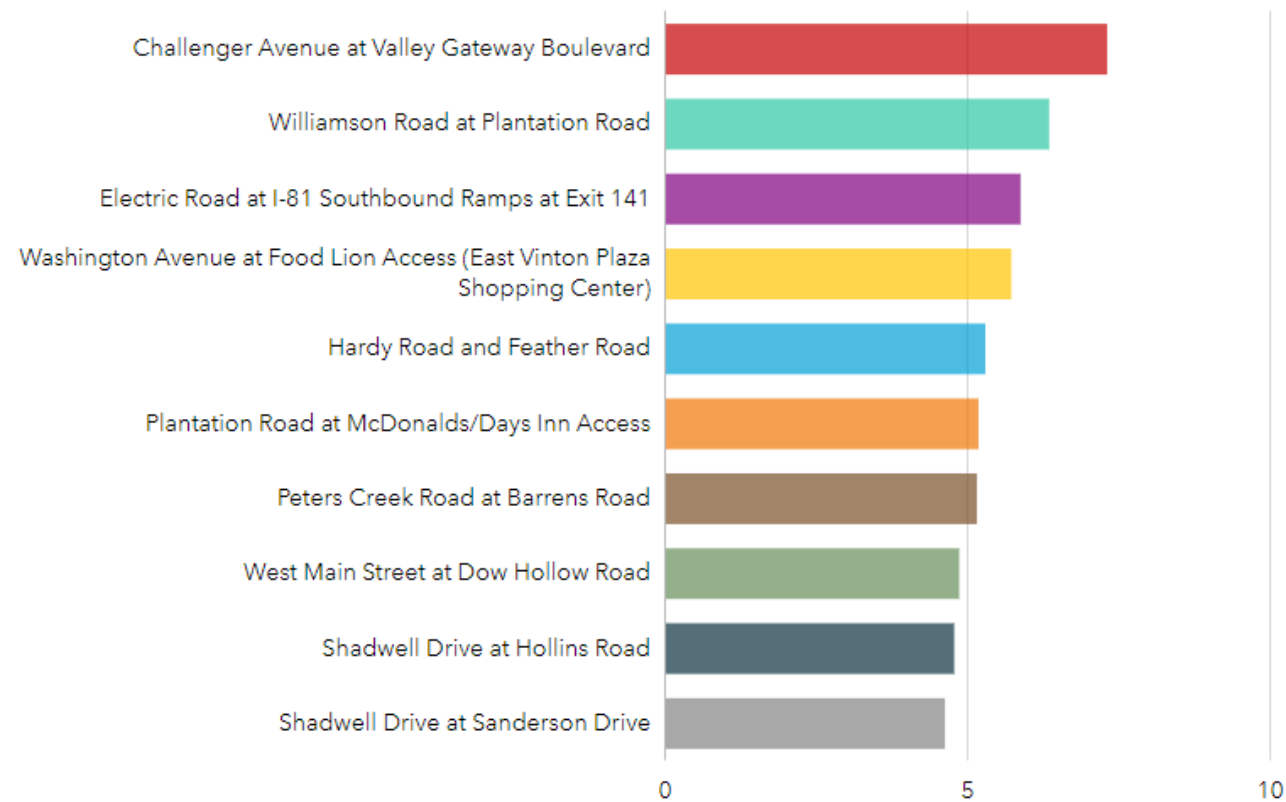 Challenger Avenue at Valley Gateway Boulevard
Williamson Road at Plantation Road
Electric Road at I-81 Southbound Ramps at Exit 141
Washington Avenue at Food Lion Access (East Vinton Plaza
Shopping Center)
Hardy Road and Feather Road
Plantation Road at McDonalds/Days Inn Access
Peters Creek Road at Barrens Road
West Main Street at Dow Hollow Road
Shadwell Drive at Hollins Road
Shadwell Drive at Sanderson Drive
0 5 10